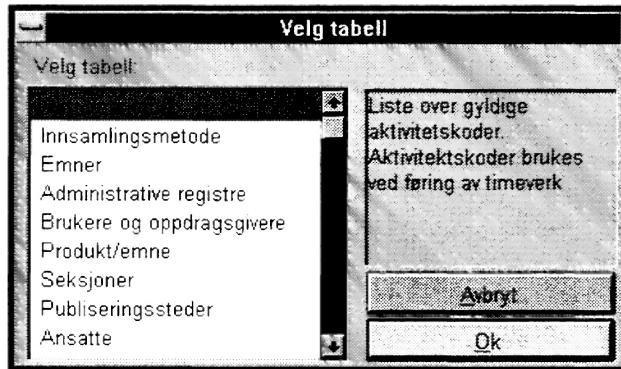 Velg tabell
Velg tabell:
Innsamlingsmetode
Emner
Administrative registre
Brukere og oppdragsgivere
Produkt/emne
Seksjoner
Publiseringssteder
Ansatte
Liste over gyldige
aktivitetskoder.
Aktivitektskoder brukes
ved føring av timeverk
Avbryt
Ok